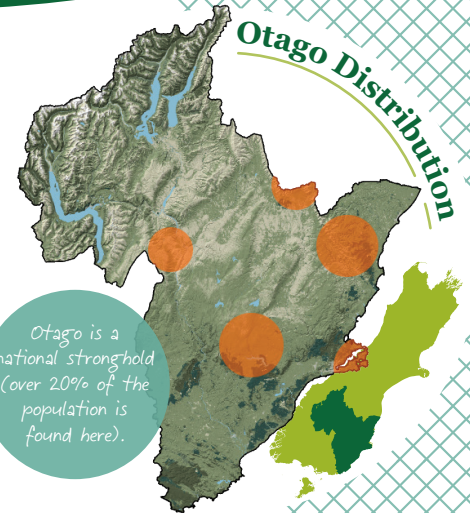 Otago Distribution
Otago is a
national stronghold
(over 20% of the
population is
found here).